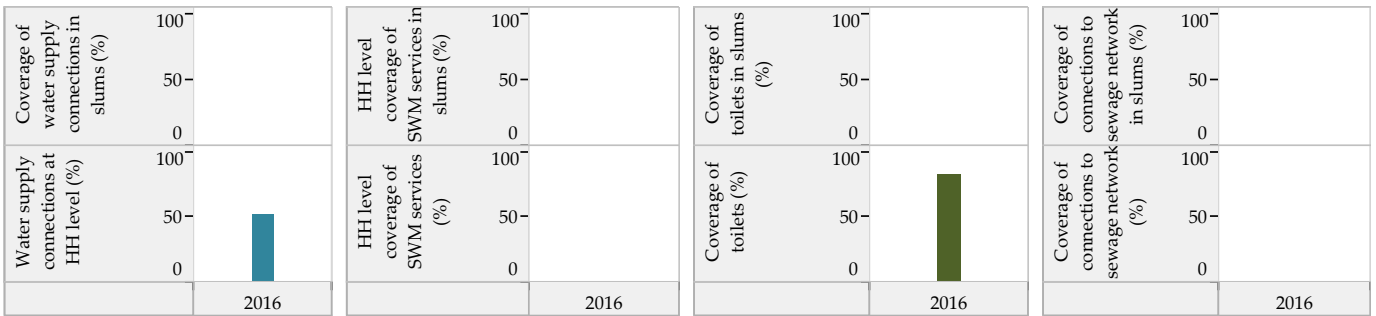 Coverage of
water supply
connections in
slums (%)
100
50
0
Water supply
connections at
HH level (%)
100
50
0
2016
HH level
coverage of
SWM services in
slums (%)
100
50
0
HH level
coverage of
SWM services
(%)
100
50
0
2016
Coverage of
toilets in slums
(%)
100
50
0
Coverage of
toilets (%)
100
50
0
2016
Coverage of
connections to
sewage network
in slums (%)
100
50
0
Coverage of
connections to
sewage network
(%)
100
50
0
2016